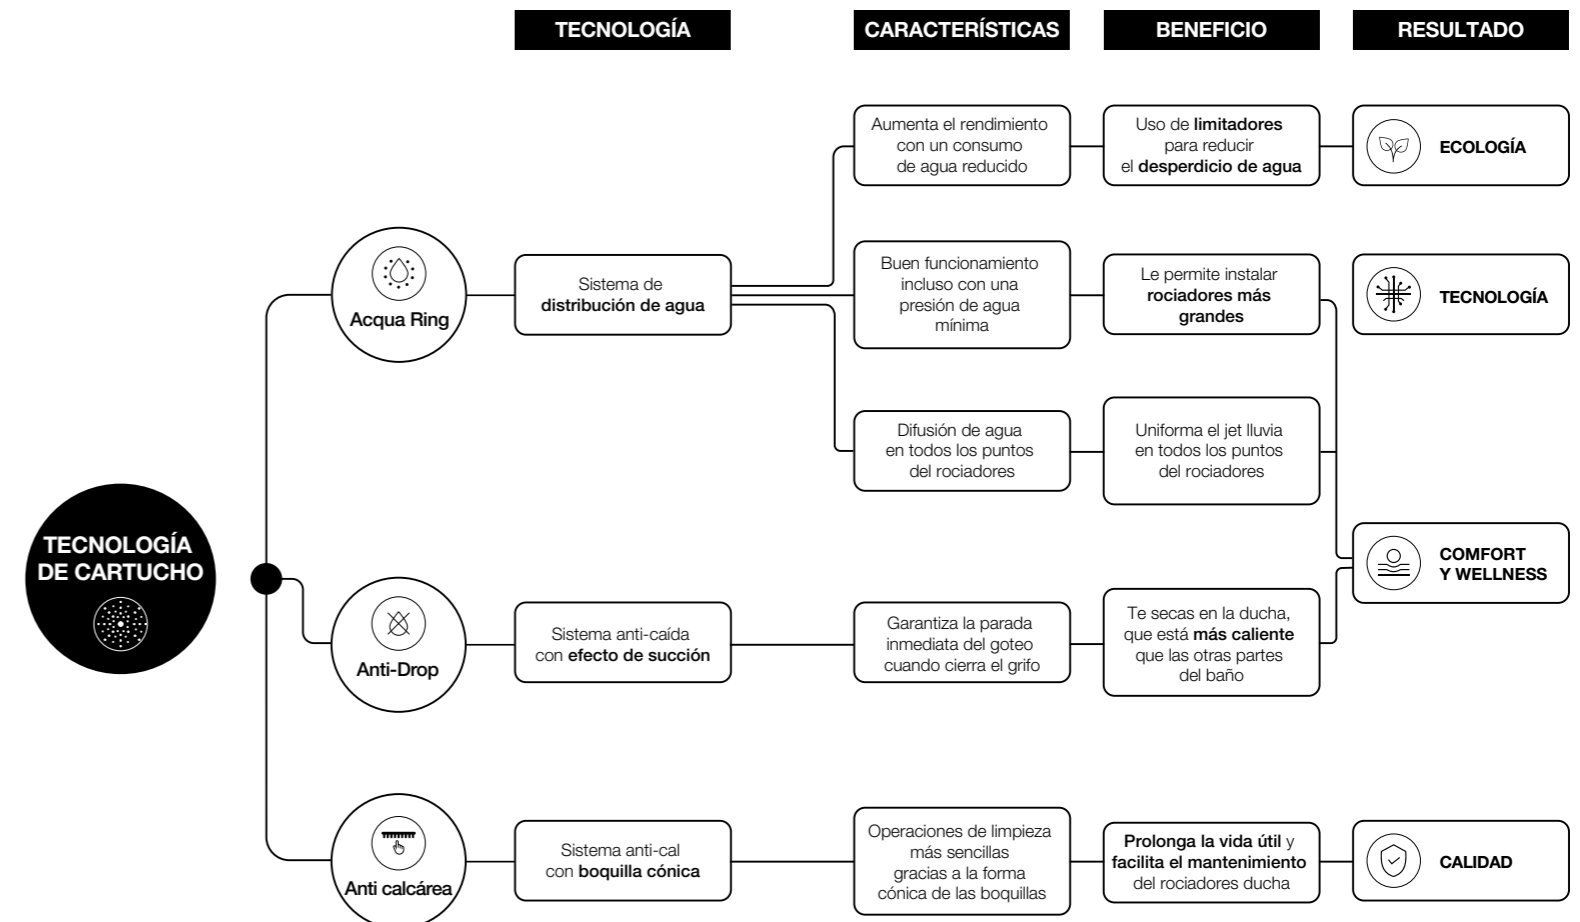 TECNOLOGÍA
CARACTERÍSTICAS
BENEFICIO
RESULTADO
TECNOLOGÍA
DE CARTUCHO
Acqua Ring
Sistema de
distribución de agua
Aumenta el rendimiento
con un consumo
de agua reducido
Uso de limitadores
para reducir
el desperdicio de agua
ECOLOGÍA
Buen funcionamiento
incluso con una
presión de agua
mínima
Le permite instalar
rociadores más
grandes
TECNOLOGÍA
Difusión de agua
en todos los puntos
del rociadores
Uniforma el jet lluvia
en todos los puntos
del rociadores
COMFORT
Y WELLNESS
Anti-Drop
Sistema anti-caída
con efecto de succión
Garantiza la parada
inmediata del goteo
cuando cierra el grifo
Te secas en la ducha,
que está más caliente
que las otras partes
del baño
Anti calcárea
Sistema anti-cal
con boquilla cónica
Operaciones de limpieza
más sencillas
gracias a la forma
cónica de las boquillas
Prolonga la vida útil y
facilita el mantenimiento
del rociadores ducha
CALIDAD